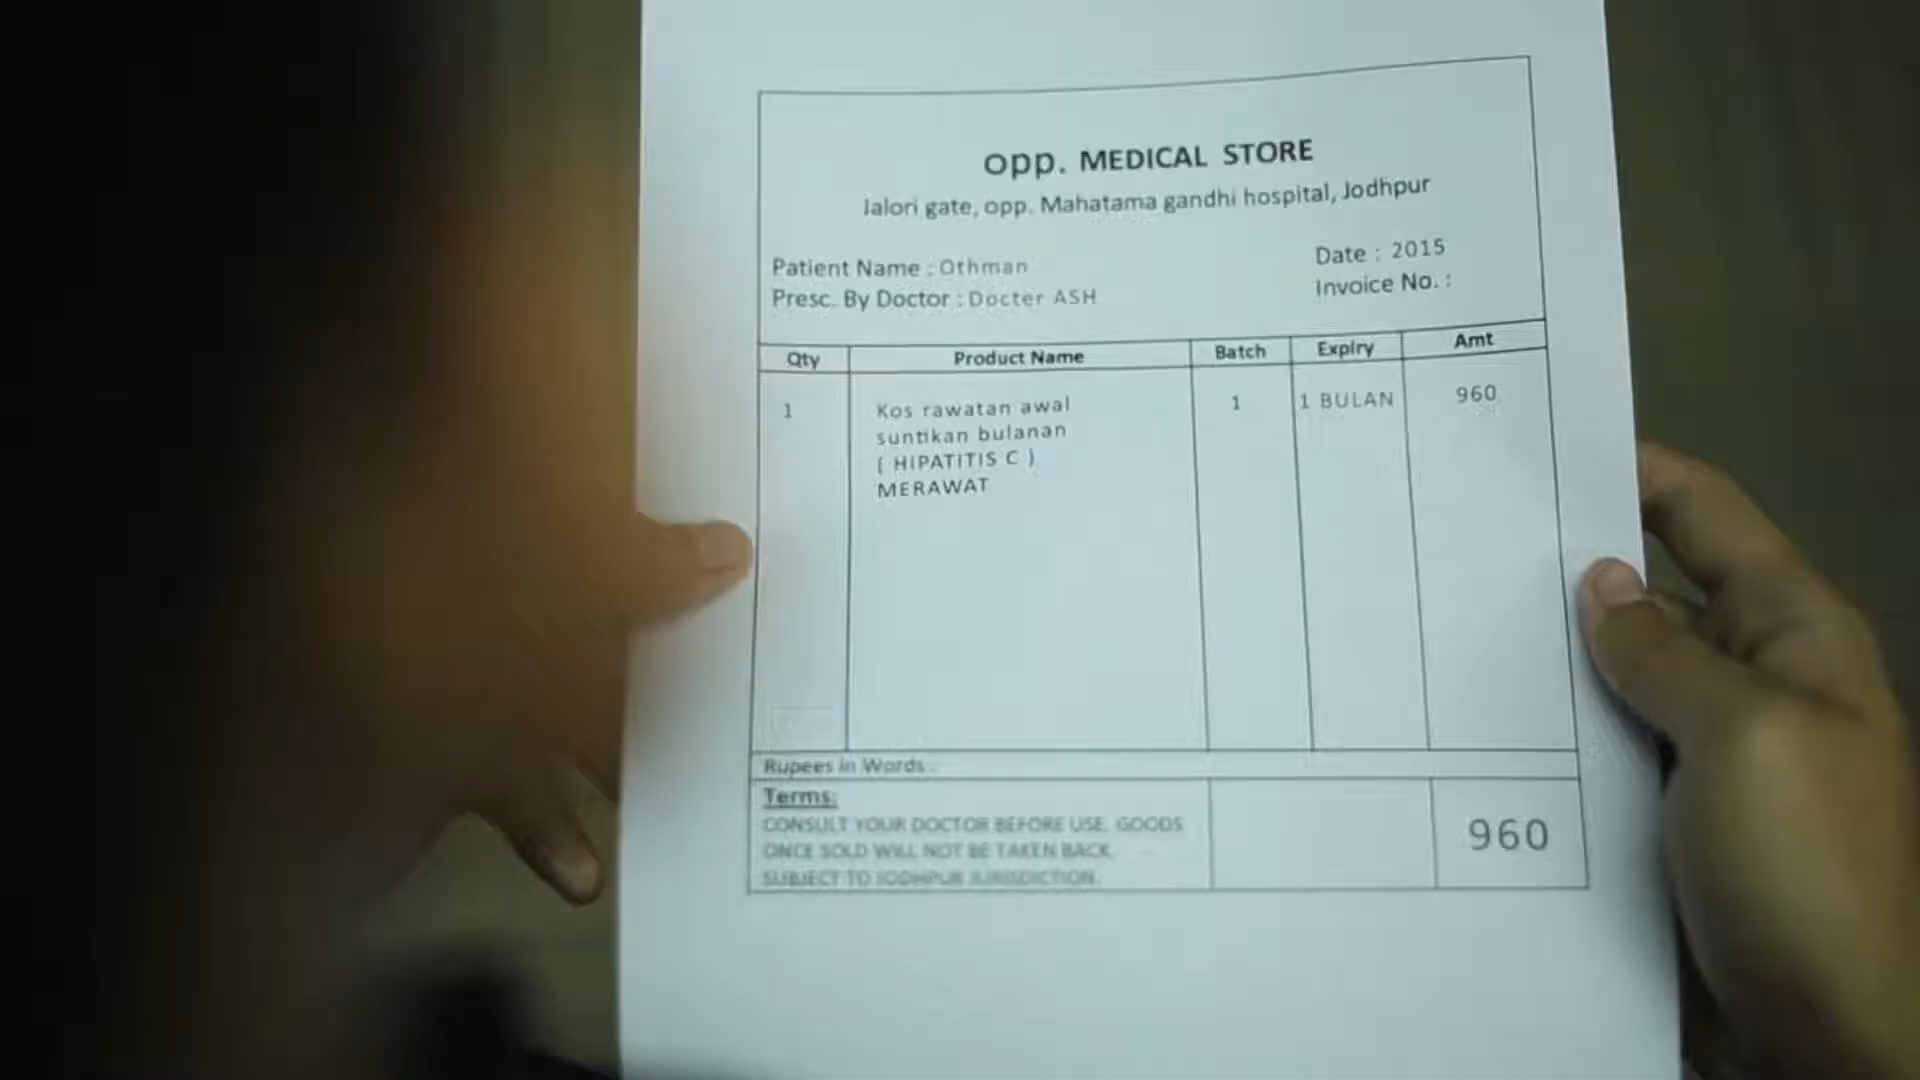 opp. MEDICAL STORE
Jalori gate, opp. Mahatama gandhi hospital, Jodhpur
Patient Name : Othman
Date : 2015
Presc. By Doctor : Docter ASH
Invoice No. :
Qty Product Name Batch Expiry Amt
1 Kos rawatan awal 1 1 BULAN 960
suntikan bulanan
( HIPATITIS C )
MERAWAT
Rupees in Words :
Terms:
CONSULT YOUR DOCTOR BEFORE USE. GOODS
ONCE SOLD WILL NOT BE TAKEN BACK.
SUBJECT TO JODHPUR JURISDICTION.
960